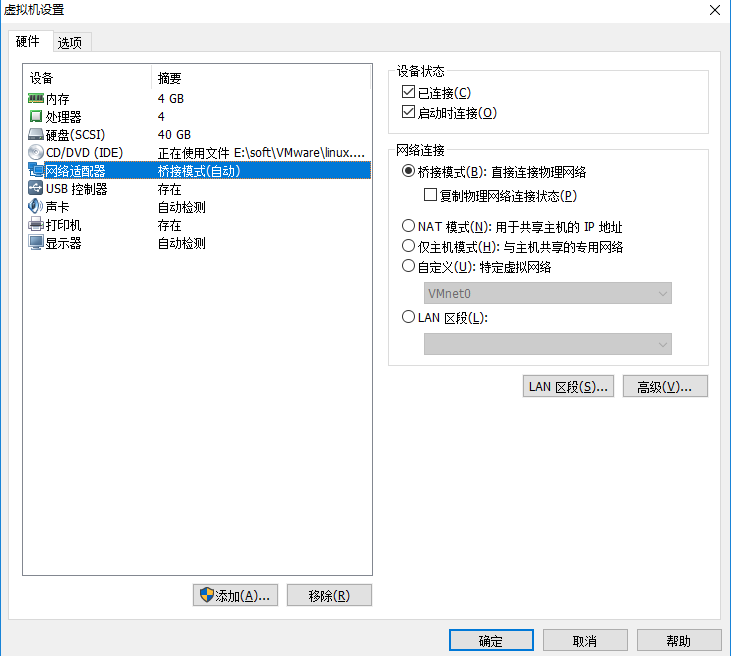 虚拟机设置
硬件 选项
设备 摘要
内存 4 GB
处理器 4
硬盘(SCSI) 40 GB
CD/DVD (IDE) 正在使用文件 E:\soft\VMware\linux....
网络适配器 桥接模式(自动)
USB 控制器 存在
声卡 自动检测
打印机 存在
显示器 自动检测
添加(A)... 移除(R)
设备状态
已连接(C)
启动时连接(O)
网络连接
桥接模式(B): 直接连接物理网络
复制物理网络连接状态(P)
NAT 模式(N): 用于共享主机的 IP 地址
仅主机模式(H): 与主机共享的专用网络
自定义(U): 特定虚拟网络
VMnet0
LAN 区段(L):
LAN 区段(S)... 高级(V)...
确定 取消 帮助